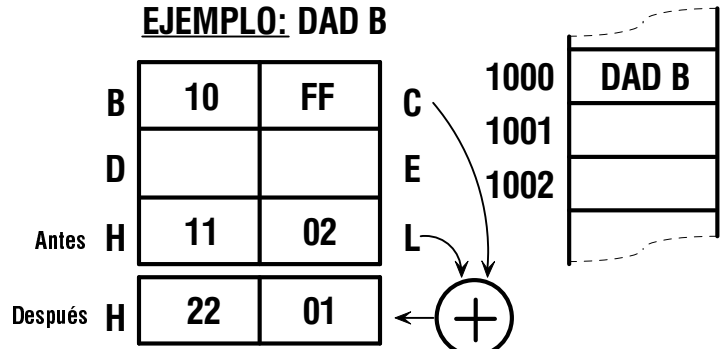 EJEMPLO: DAD B
B 10 FF C
D E
Antes H 11 02 L
Después H 22 01 +
1000 DAD B
1001
1002